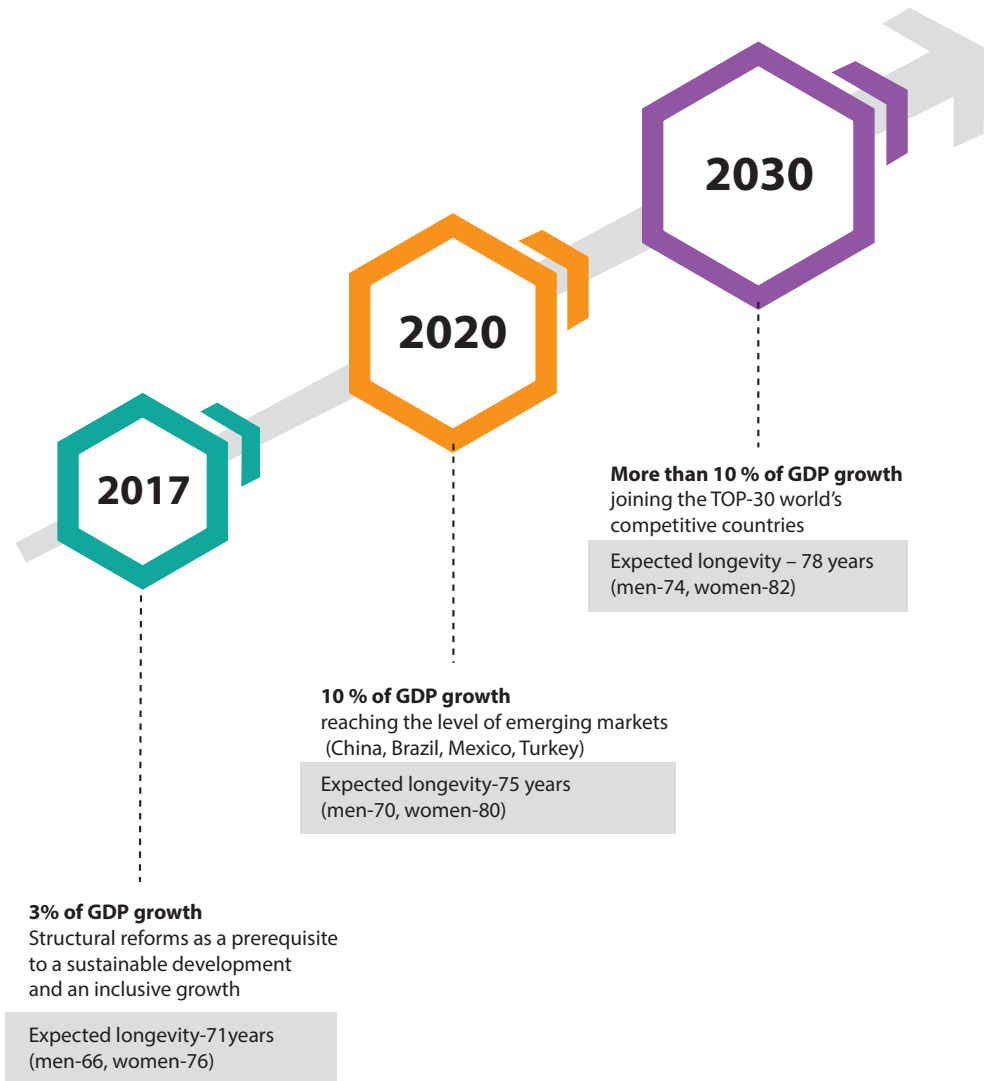 2017
3% of GDP growth
Structural reforms as a prerequisite
to a sustainable development
and an inclusive growth
Expected longevity-71years
(men-66, women-76)
2020
10 % of GDP growth
reaching the level of emerging markets
(China, Brazil, Mexico, Turkey)
Expected longevity-75 years
(men-70, women-80)
2030
More than 10 % of GDP growth
joining the TOP-30 world’s
competitive countries
Expected longevity – 78 years
(men-74, women-82)